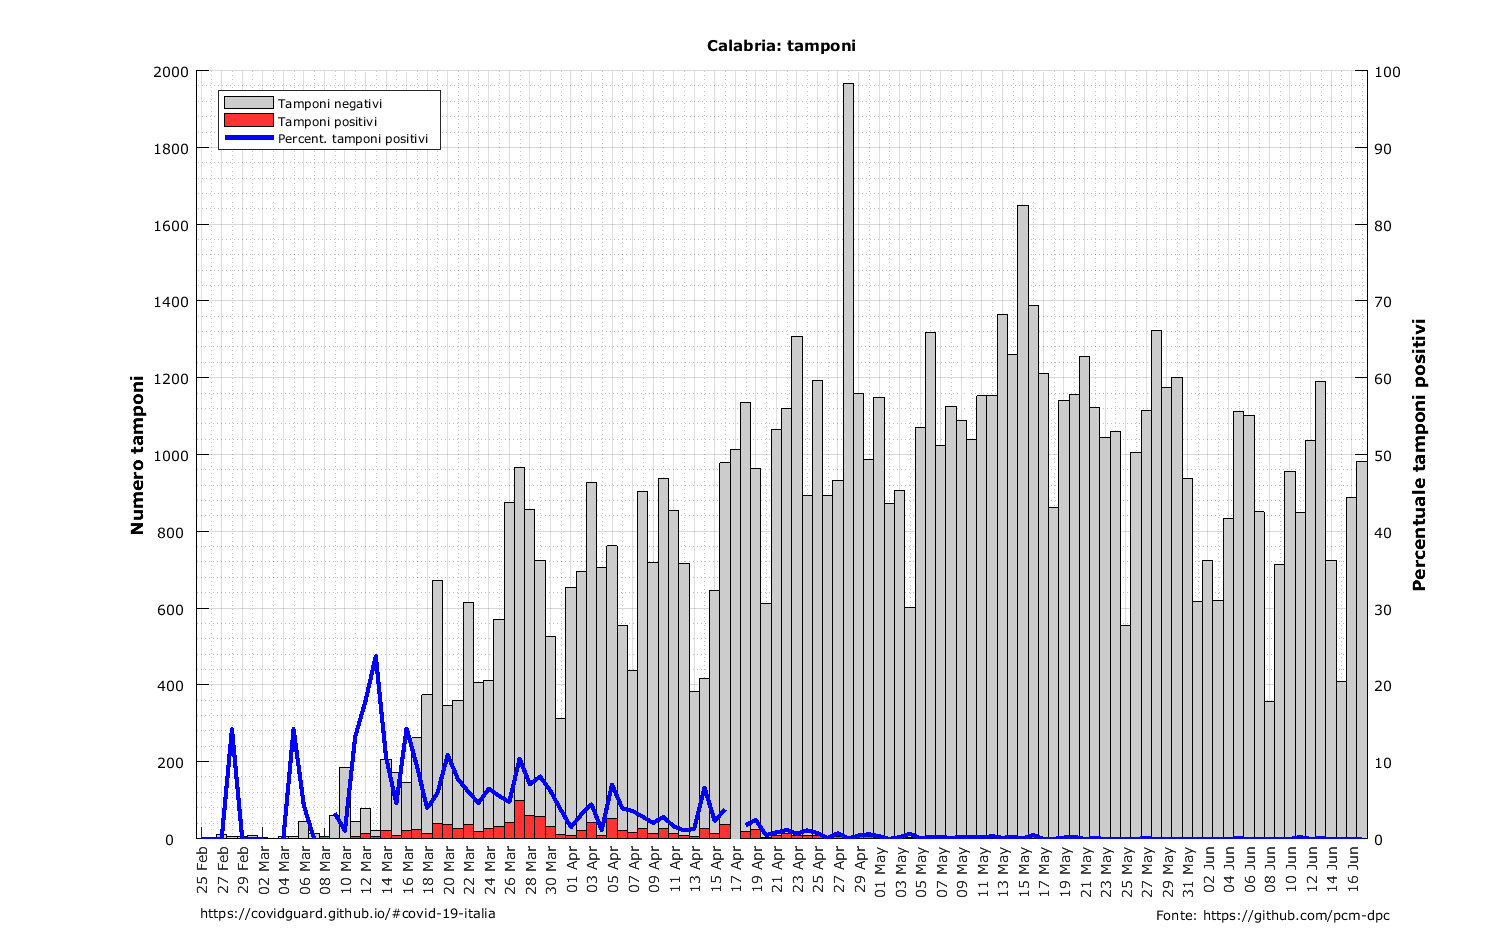 Calabria: tamponi
Tamponi negativi
Tamponi positivi
Percent. tamponi positivi
Numero tamponi
0
200
400
600
800
1000
1200
1400
1600
1800
2000
Percentuale tamponi positivi
0
10
20
30
40
50
60
70
80
90
100
25 Feb
27 Feb
29 Feb
02 Mar
04 Mar
06 Mar
08 Mar
10 Mar
12 Mar
14 Mar
16 Mar
18 Mar
20 Mar
22 Mar
24 Mar
26 Mar
28 Mar
30 Mar
01 Apr
03 Apr
05 Apr
07 Apr
09 Apr
11 Apr
13 Apr
15 Apr
17 Apr
19 Apr
21 Apr
23 Apr
25 Apr
27 Apr
29 Apr
01 May
03 May
05 May
07 May
09 May
11 May
13 May
15 May
17 May
19 May
21 May
23 May
25 May
27 May
29 May
31 May
02 Jun
04 Jun
06 Jun
08 Jun
10 Jun
12 Jun
14 Jun
16 Jun
https://covidguard.github.io/#covid-19-italia
Fonte: https://github.com/pcm-dpc